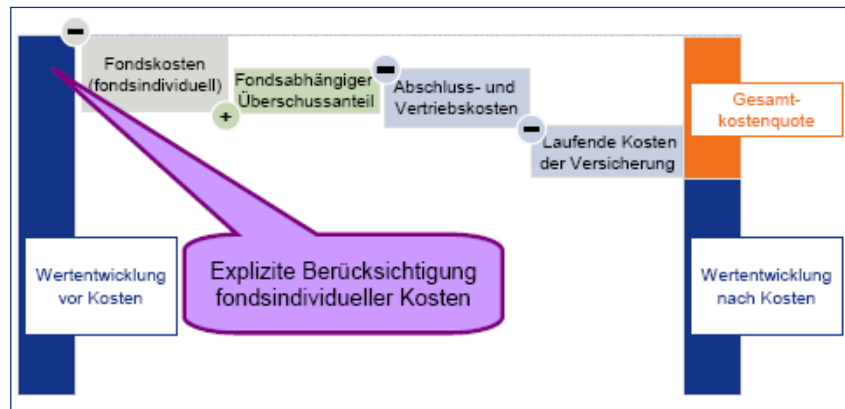 Fondskosten
(fondsindividuell)
Fondsabhängiger
Überschussanteil
Abschluss- und
Vertriebskosten
Laufende Kosten
der Versicherung
Gesamt-
kostenquote
Explizite Berücksichtigung
fondsindividueller Kosten
Wertentwicklung
vor Kosten
Wertentwicklung
nach Kosten